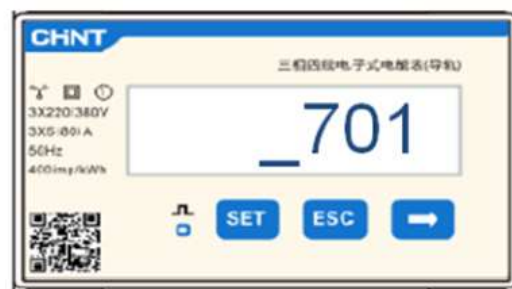 CHNT
三相四线电子式电能表(导轨)
3X220/380V
3X5(80)A
50Hz
400imp/kWh
_701
SET
ESC